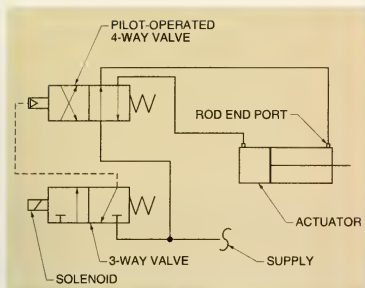 PILOT-OPERATED
4-WAY VALVE
ROD END PORT
ACTUATOR
3-WAY VALVE
SUPPLY
SOLENOID